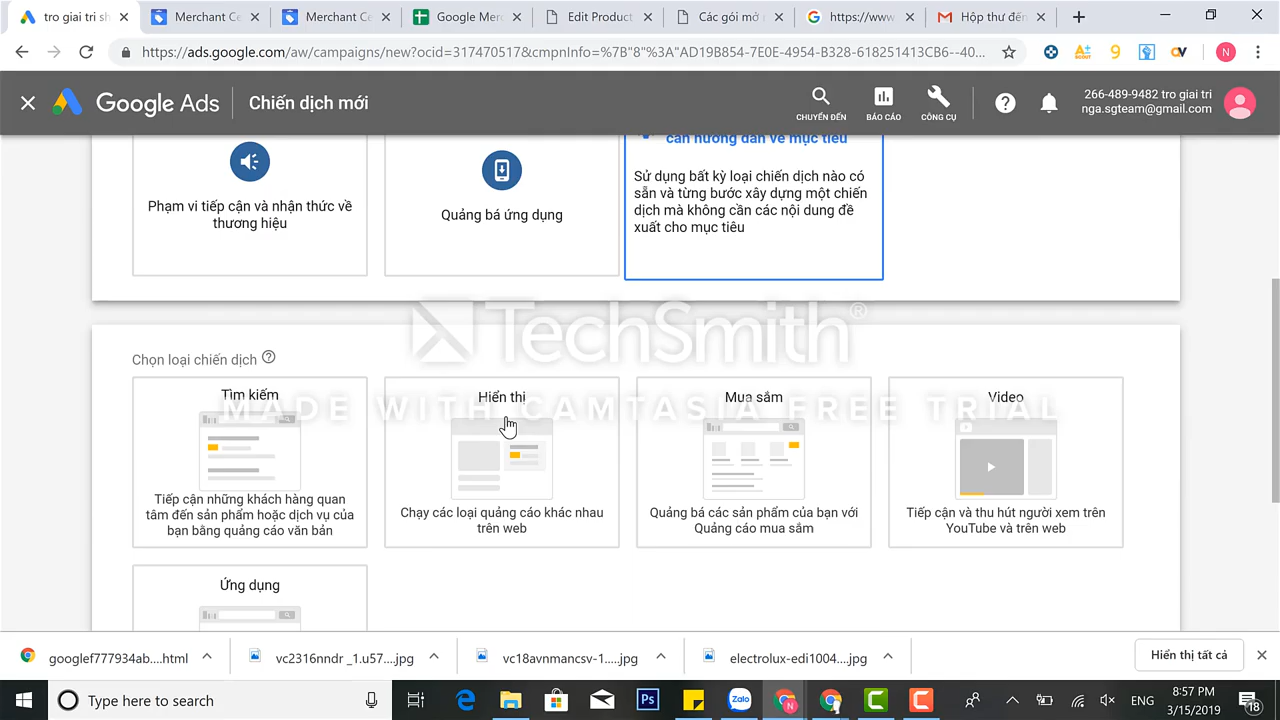 tro giai tri sh
Merchant Ce
Merchant Ce
Google Mer
Edit Product
Các gói mở r
https://www
Hộp thư đến
https://ads.google.com/aw/campaigns/new?ocid=317470517&cmpnInfo=%7B"8"%3A"AD19B854-7E0E-4954-B328-618251413CB6--40...
Google Ads
Chiến dịch mới
CHUYỂN ĐẾN
BÁO CÁO
CÔNG CỤ
266-489-9482 tro giai tri
nga.sgteam@gmail.com
Phạm vi tiếp cận và nhận thức về
thương hiệu
Quảng bá ứng dụng
cần hướng dẫn về mục tiêu
Sử dụng bất kỳ loại chiến dịch nào có
sẵn và từng bước xây dựng một chiến
dịch mà không cần các nội dung đề
xuất cho mục tiêu
TechSmith®
MADE WITH CAMTASIA FREE TRIAL
Chọn loại chiến dịch
Tìm kiếm
Tiếp cận những khách hàng quan
tâm đến sản phẩm hoặc dịch vụ của
bạn bằng quảng cáo văn bản
Hiển thị
Chạy các loại quảng cáo khác nhau
trên web
Mua sắm
Quảng bá các sản phẩm của bạn với
Quảng cáo mua sắm
Video
Tiếp cận và thu hút người xem trên
YouTube và trên web
Ứng dụng
googlef777934ab....html
vc2316nndr _1.u57....jpg
vc18avnmancsv-1.....jpg
electrolux-edi1004....jpg
Hiển thị tất cả
Type here to search
ENG
8:57 PM
3/15/2019
18